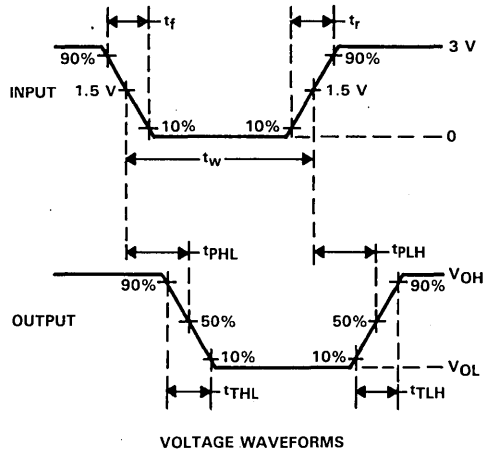 tf tr
3 V
90% 90%
INPUT 1.5 V 1.5 V
10% 10%
0
tw
tPHL tPLH
VOH
90% 90%
OUTPUT 50% 50%
10% 10%
VOL
tTHL tTLH
VOLTAGE WAVEFORMS